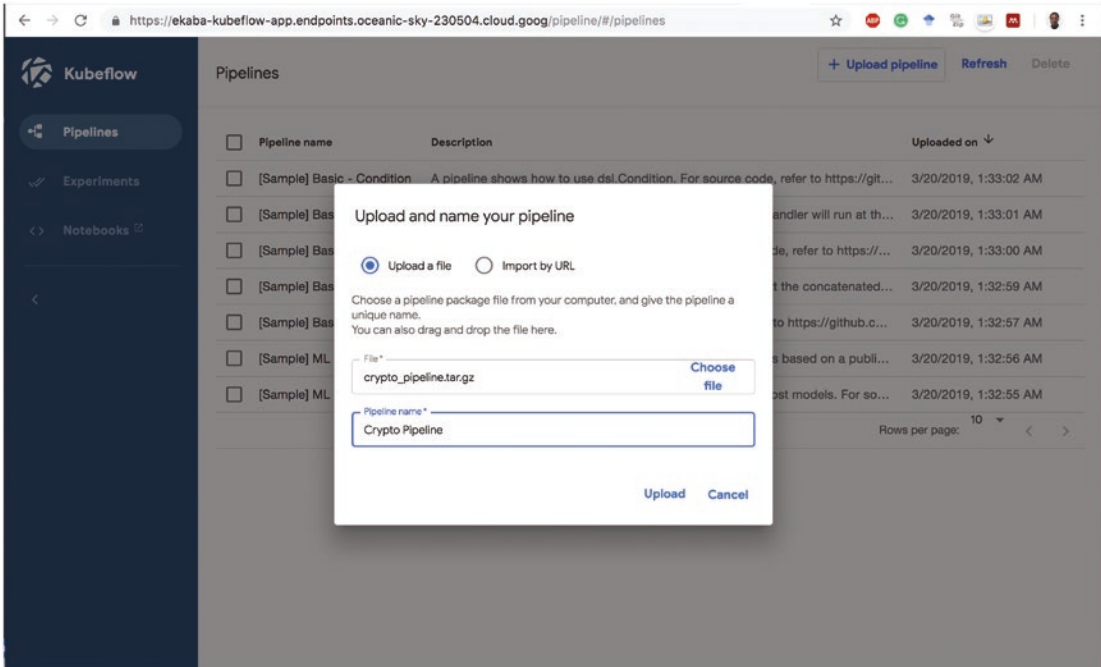 https://ekaba-kubeflow-app.endpoints.oceanic-sky-230504.cloud.goog/pipeline/#/pipelines
Kubeflow
Pipelines
+ Upload pipeline Refresh Delete
Pipelines
Experiments
Notebooks
Pipeline name Description Uploaded on
[Sample] Basic - Condition A pipeline shows how to use dsl.Condition. For source code, refer to https://git... 3/20/2019, 1:33:02 AM
[Sample] Bas andler will run at th... 3/20/2019, 1:33:01 AM
[Sample] Bas de, refer to https://... 3/20/2019, 1:33:00 AM
[Sample] Bas t the concatenated... 3/20/2019, 1:32:59 AM
[Sample] Bas to https://github.c... 3/20/2019, 1:32:57 AM
[Sample] ML s based on a publi... 3/20/2019, 1:32:56 AM
[Sample] ML ost models. For so... 3/20/2019, 1:32:55 AM
Rows per page: 10
Upload and name your pipeline
Upload a file Import by URL
Choose a pipeline package file from your computer, and give the pipeline a
unique name.
You can also drag and drop the file here.
File*
crypto_pipeline.tar.gz
Choose
file
Pipeline name*
Crypto Pipeline
Upload Cancel